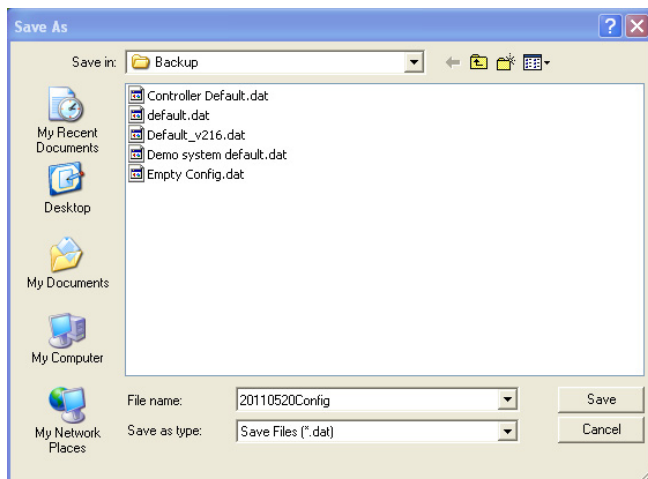 Save As
Save in:
Backup
My Recent
Documents
Desktop
My Documents
My Computer
My Network
Places
Controller Default.dat
default.dat
Default_v216.dat
Demo system default.dat
Empty Config.dat
File name:
20110520Config
Save
Save as type:
Save Files (*.dat)
Cancel